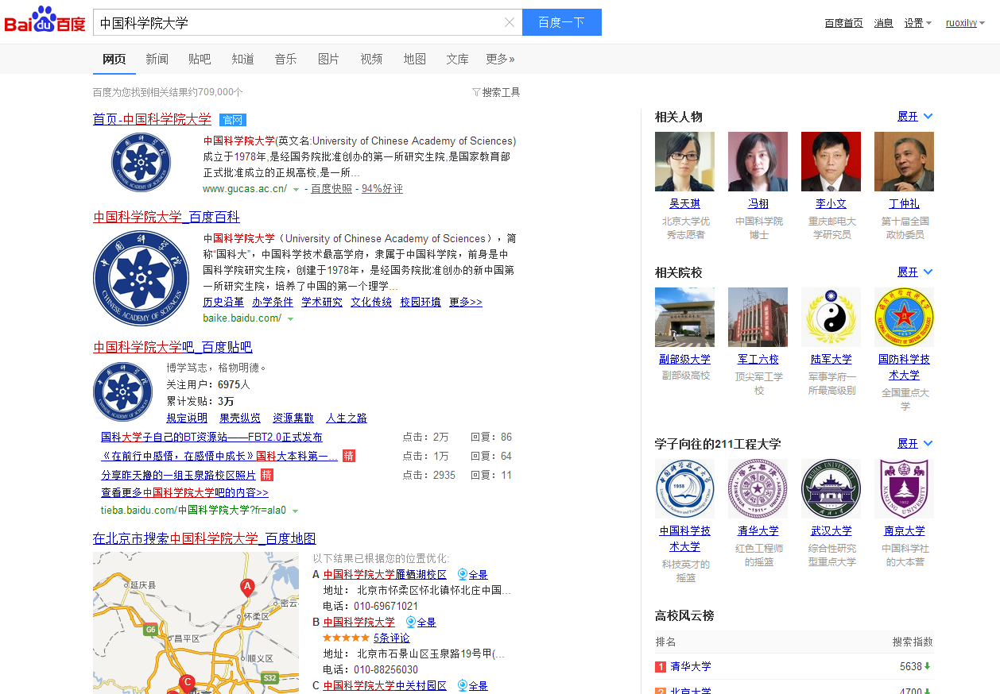 Bai du 百度
中国科学院大学
百度一下
百度首页 消息 设置 ruoxilyy
网页 新闻 贴吧 知道 音乐 图片 视频 地图 文库 更多»
百度为您找到相关结果约709,000个
搜索工具
首页-中国科学院大学 官网
中国科学院大学(英文名:University of Chinese Academy of Sciences)
成立于1978年,是经国务院批准创办的第一所研究生院,是国家教育部
正式批准成立的正规高校,是一所...
www.gucas.ac.cn/ - 百度快照 - 94%好评
中国科学院大学_百度百科
中国科学院大学（University of Chinese Academy of Sciences），简
称“国科大”，中国科学技术最高学府，隶属于中国科学院，前身是中
国科学院研究生院，创建于1978年，是经国务院批准创办的新中国第
一所研究生院，培养了中国的第一个理学...
历史沿革 办学条件 学术研究 文化传统 校园环境 更多>>
baike.baidu.com/
CHINESE ACADEMY OF SCIENCES
中国科学院大学吧_百度贴吧
博学笃志，格物明德。
关注用户：6975人
累计发贴：3万
规定说明 果壳纵览 资源集散 人生之路
国科大学子自己的BT资源站——FBT2.0正式发布 点击：2万 回复：86
《在前行中感悟，在感悟中成长》国科大本科第一... 精 点击：1万 回复：64
分享昨天撸的一组玉泉路校区照片 精 点击：2935 回复：11
查看更多中国科学院大学吧的内容>>
tieba.baidu.com/中国科学院大学?fr=ala0
在北京市搜索中国科学院大学_百度地图
延庆县
A
密云
怀柔区
G6
昌平区
顺义区
S32
C
以下结果已根据您的位置优化:
A 中国科学院大学雁栖湖校区 全景
地址： 北京市怀柔区怀北镇怀北庄中国...
电话：010-69671021
B 中国科学院大学 全景
5条评论
地址： 北京市石景山区玉泉路19号甲(...
电话：010-88256030
C 中国科学院大学中关村园区 全景
相关人物 展开
吴天琪 冯栩 李小文 丁仲礼
北京大学优 中国科学院 重庆邮电大 第十届全国
秀志愿者 博士 学研究员 政协委员
相关院校 展开
副部级大学 军工六校 陆军大学 国防科学技
术大学
副部级高校 顶尖军工学 军事学府一 全国重点大
校 所最高级别 学
学子向往的211工程大学 展开
1958
1911
NANJING UNIVERSITY
1902
中国科学技 清华大学 武汉大学 南京大学
术大学
科技英才的 红色工程师 综合性研究 中国科学社
摇篮 的摇篮 型重点大学 的大本营
高校风云榜
排名 搜索指数
1 清华大学 5638
2 北京大学 4700